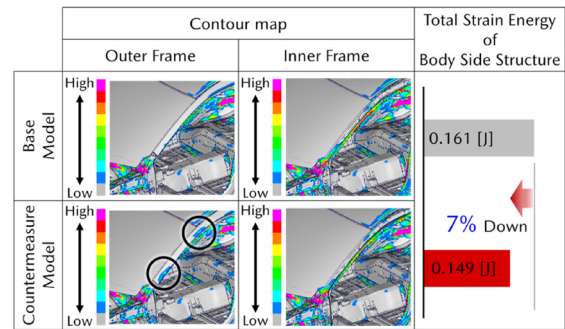 Contour map
Total Strain Energy
of
Body Side Structure
Outer Frame
Inner Frame
Base
Model
High
Low
High
Low
0.161 [J]
7% Down
Countermeasure
Model
High
Low
High
Low
0.149 [J]